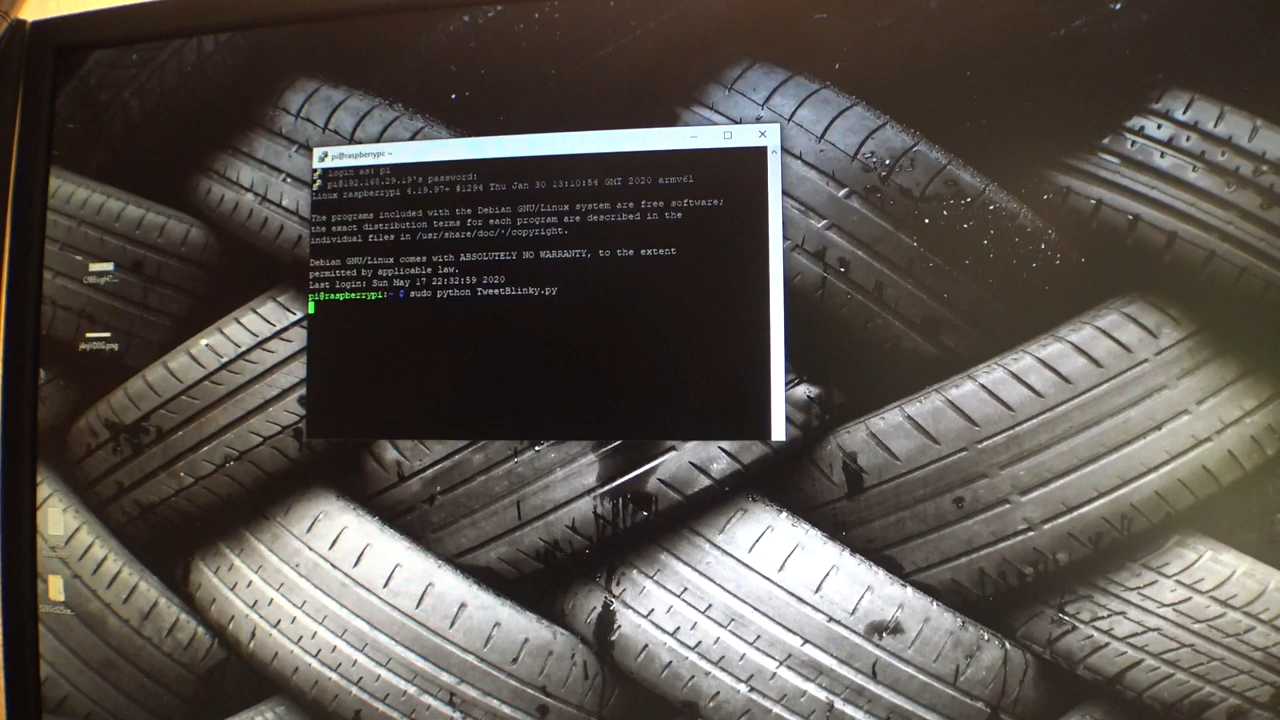 pi@raspberrypi: ~
login as: pi
pi@192.168.29.19's password:
Linux raspberrypi 4.19.97+ #1294 Thu Jan 30 13:10:54 GMT 2020 armv6l
The programs included with the Debian GNU/Linux system are free software;
the exact distribution terms for each program are described in the
individual files in /usr/share/doc/*/copyright.
Debian GNU/Linux comes with ABSOLUTELY NO WARRANTY, to the extent
permitted by applicable law.
Last login: Sun May 17 22:32:59 2020
pi@raspberrypi:~ $ sudo python TweetBlinky.py